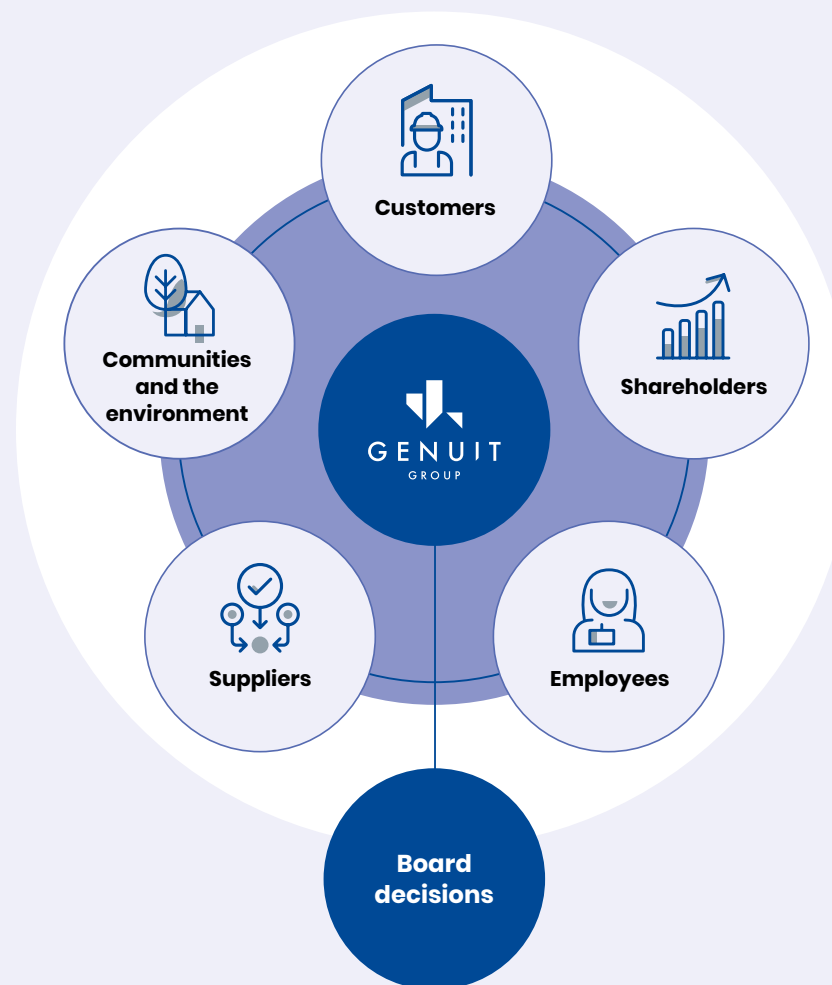 Customers
Communities
and the
environment
Shareholders
GENUIT
GROUP
Suppliers
Employees
Board
decisions